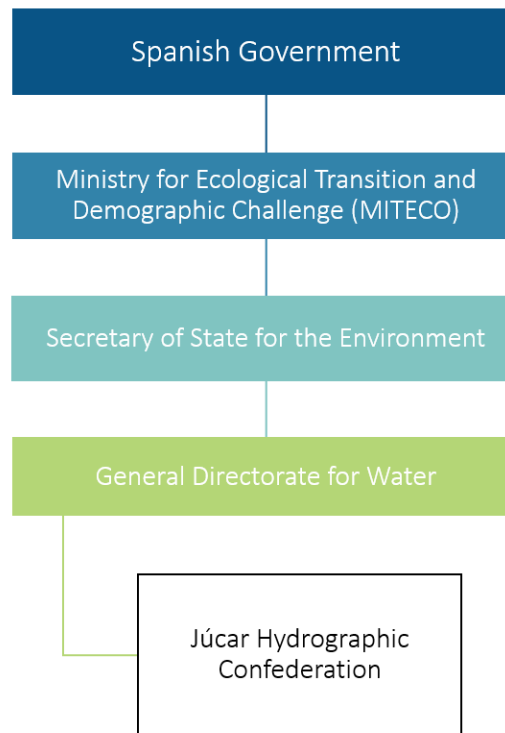 Spanish Government
Ministry for Ecological Transition and
Demographic Challenge (MITECO)
Secretary of State for the Environment
General Directorate for Water
Júcar Hydrographic
Confederation